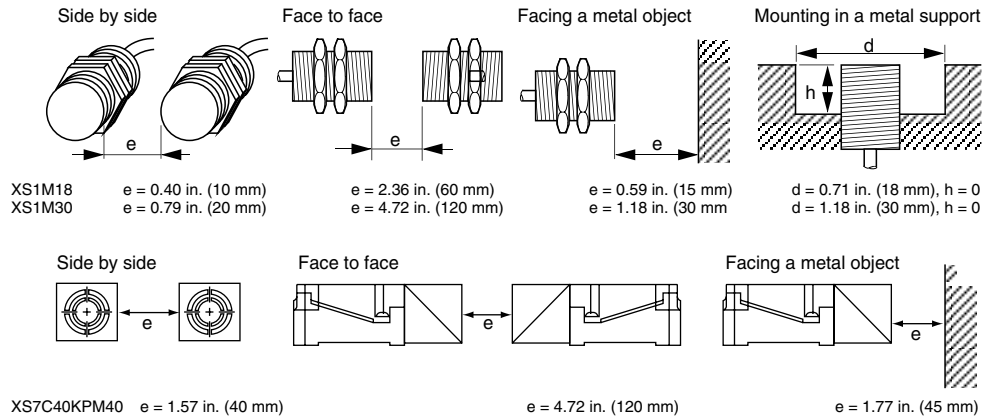 Side by side
Face to face
Facing a metal object
Mounting in a metal support
d
h
e
e
e
XS1M18 e = 0.40 in. (10 mm) e = 2.36 in. (60 mm) e = 0.59 in. (15 mm) d = 0.71 in. (18 mm), h = 0
XS1M30 e = 0.79 in. (20 mm) e = 4.72 in. (120 mm) e = 1.18 in. (30 mm d = 1.18 in. (30 mm), h = 0
Side by side
Face to face
Facing a metal object
e
e
e
XS7C40KPM40 e = 1.57 in. (40 mm) e = 4.72 in. (120 mm) e = 1.77 in. (45 mm)